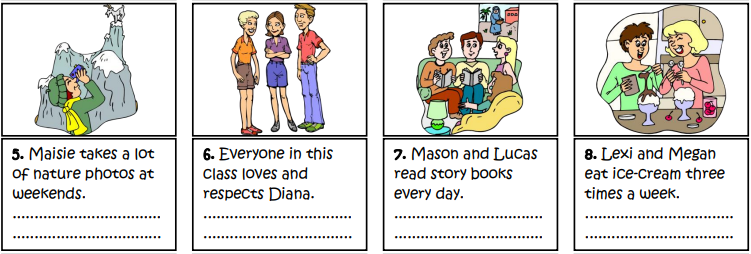 5. Maisie takes a lot
of nature photos at
weekends.
....................................
....................................
6. Everyone in this
class loves and
respects Diana.
....................................
....................................
7. Mason and Lucas
read story books
every day.
....................................
....................................
8. Lexi and Megan
eat ice-cream three
times a week.
....................................
....................................